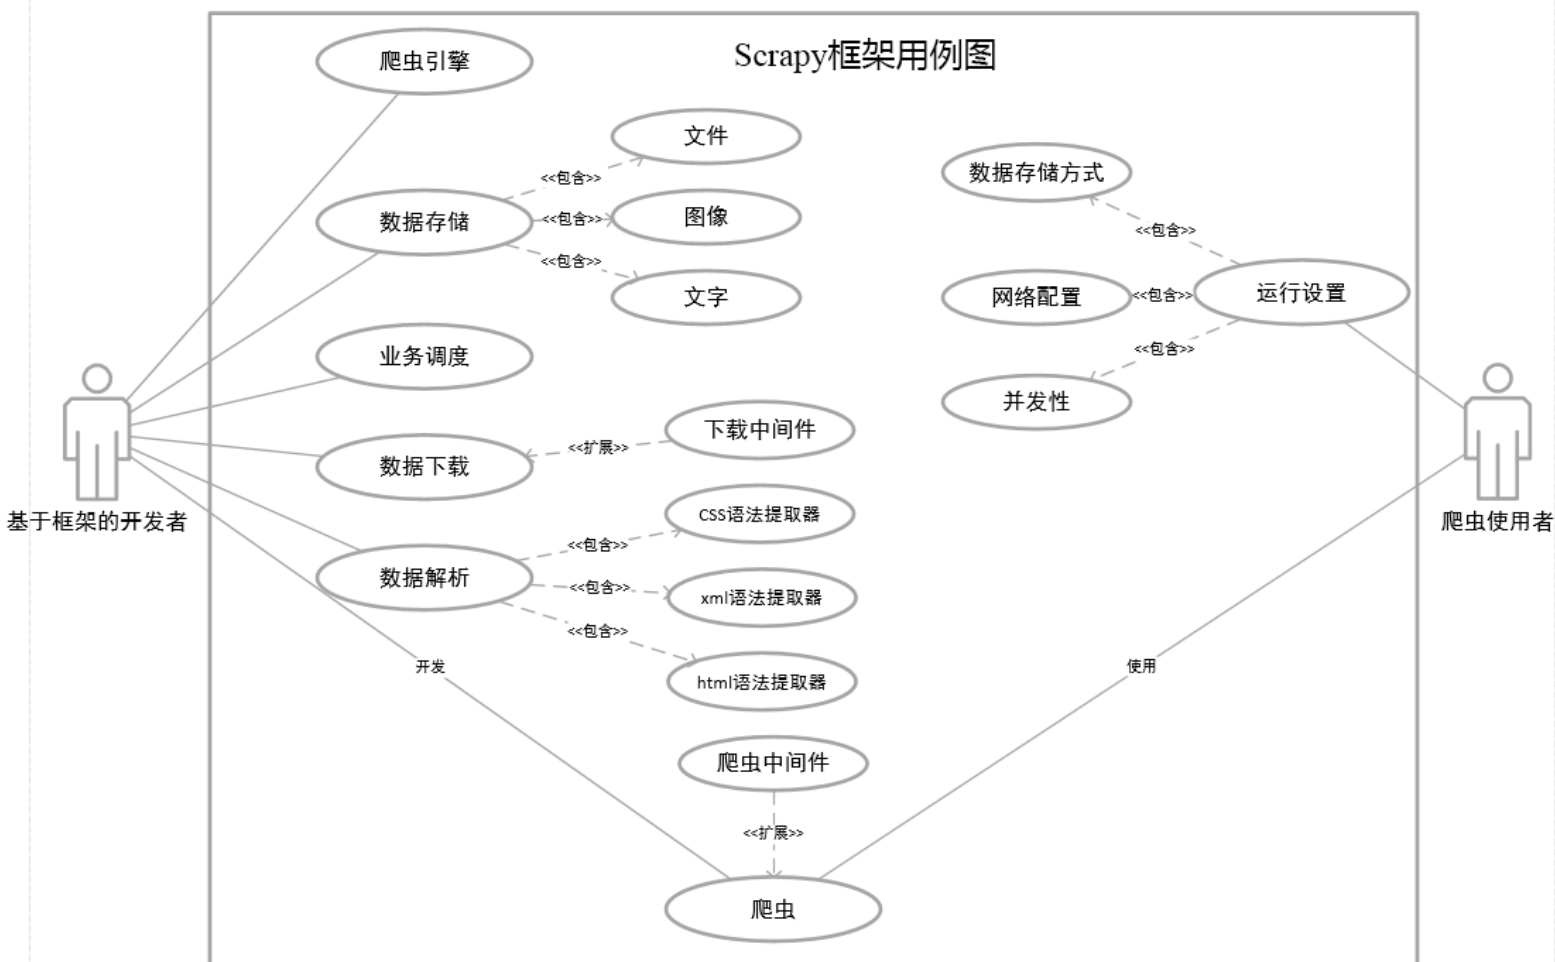 Scrapy框架用例图
爬虫引擎
文件
<<包含>>
数据存储
<<包含>>
图像
<<包含>>
文字
数据存储方式
<<包含>>
网络配置
<<包含>>
运行设置
<<包含>>
并发性
业务调度
下载中间件
<<扩展>>
数据下载
CSS语法提取器
<<包含>>
数据解析
<<包含>>
xml语法提取器
<<包含>>
html语法提取器
基于框架的开发者
爬虫使用者
开发
使用
爬虫中间件
<<扩展>>
爬虫